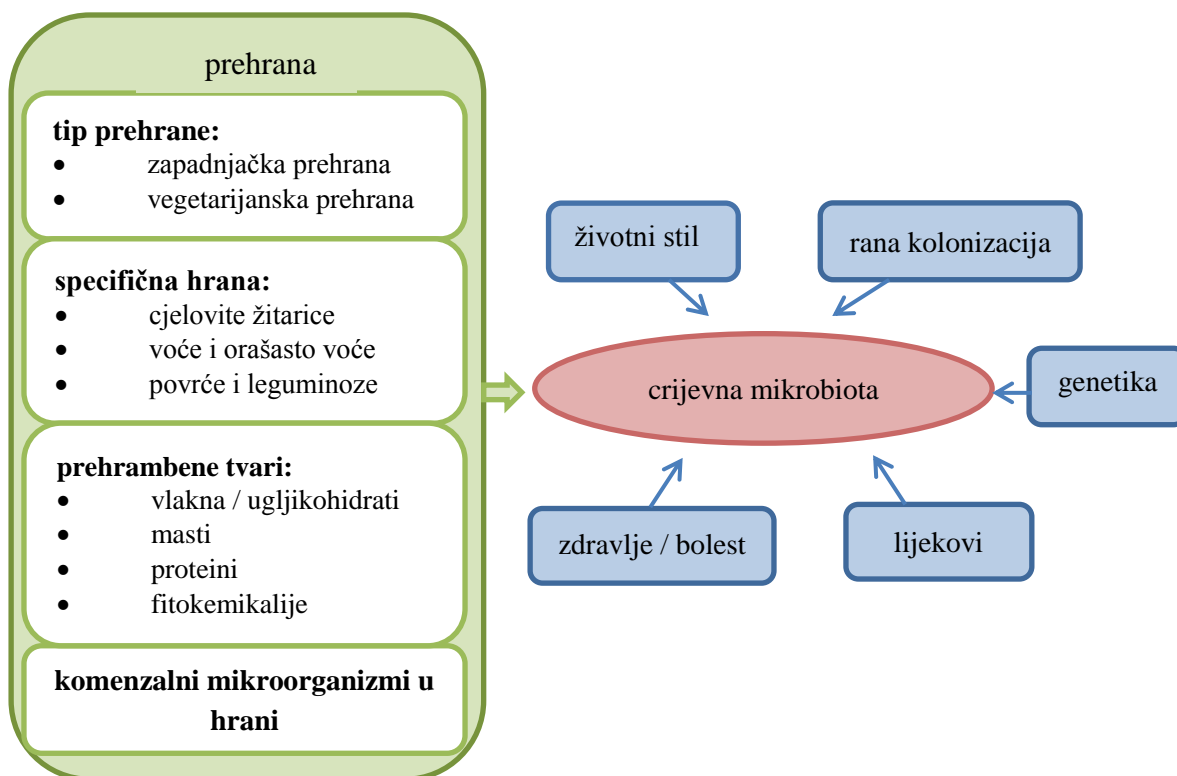 prehrana
tip prehrane:
• zapadnjačka prehrana
• vegetarijanska prehrana
specifična hrana:
• cjelovite žitarice
• voće i orašasto voće
• povrće i leguminoze
prehrambene tvari:
• vlakna / ugljikohidrati
• masti
• proteini
• fitokemikalije
komenzalni mikroorganizmi u
hrani
životni stil
rana kolonizacija
crijevna mikrobiota
genetika
zdravlje / bolest
lijekovi